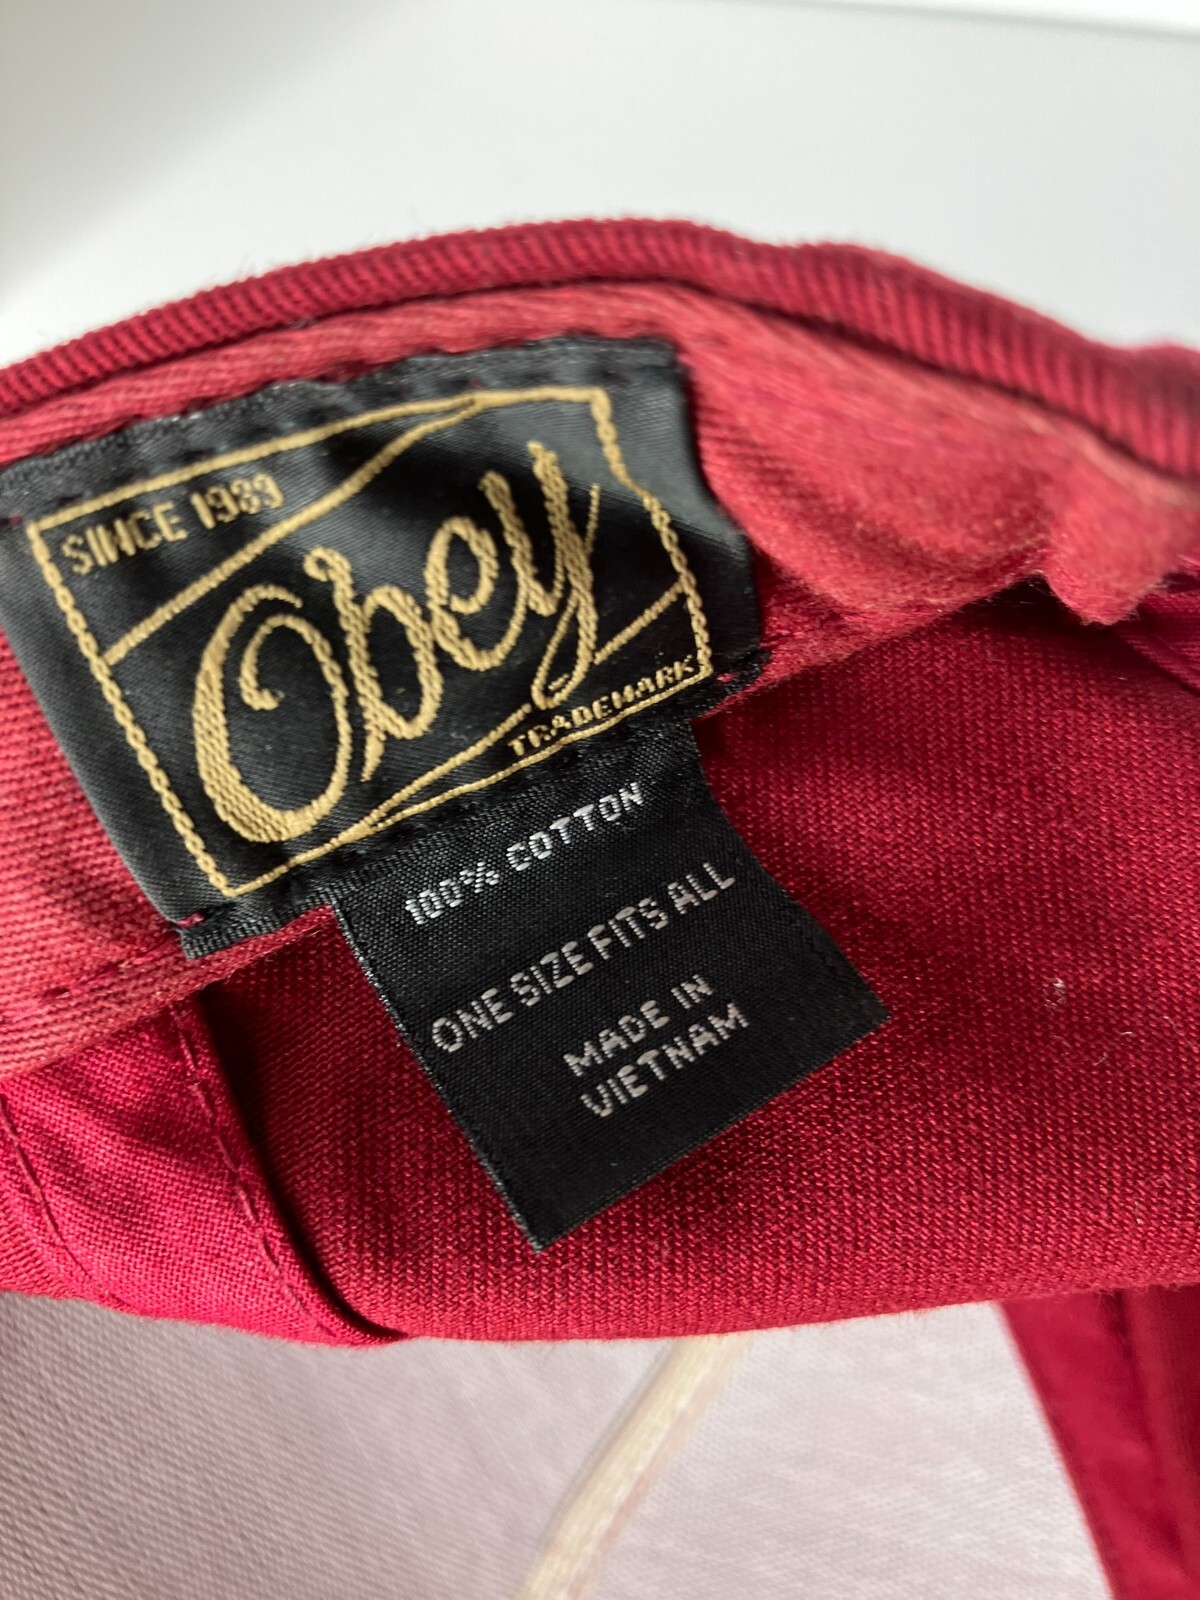 SINCE 1989
Obey
TRADEMARK
100% COTTON
ONE SIZE FITS ALL
MADE IN
VIETNAM